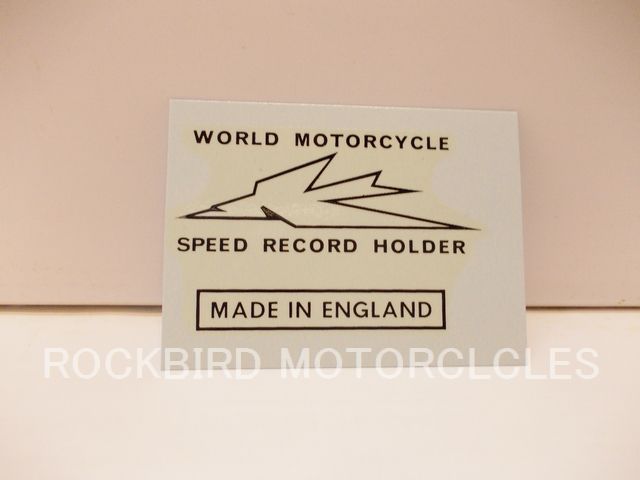 WORLD MOTORCYCLE
SPEED RECORD HOLDER
MADE IN ENGLAND
ROCKBIRD MOTORCLCLES